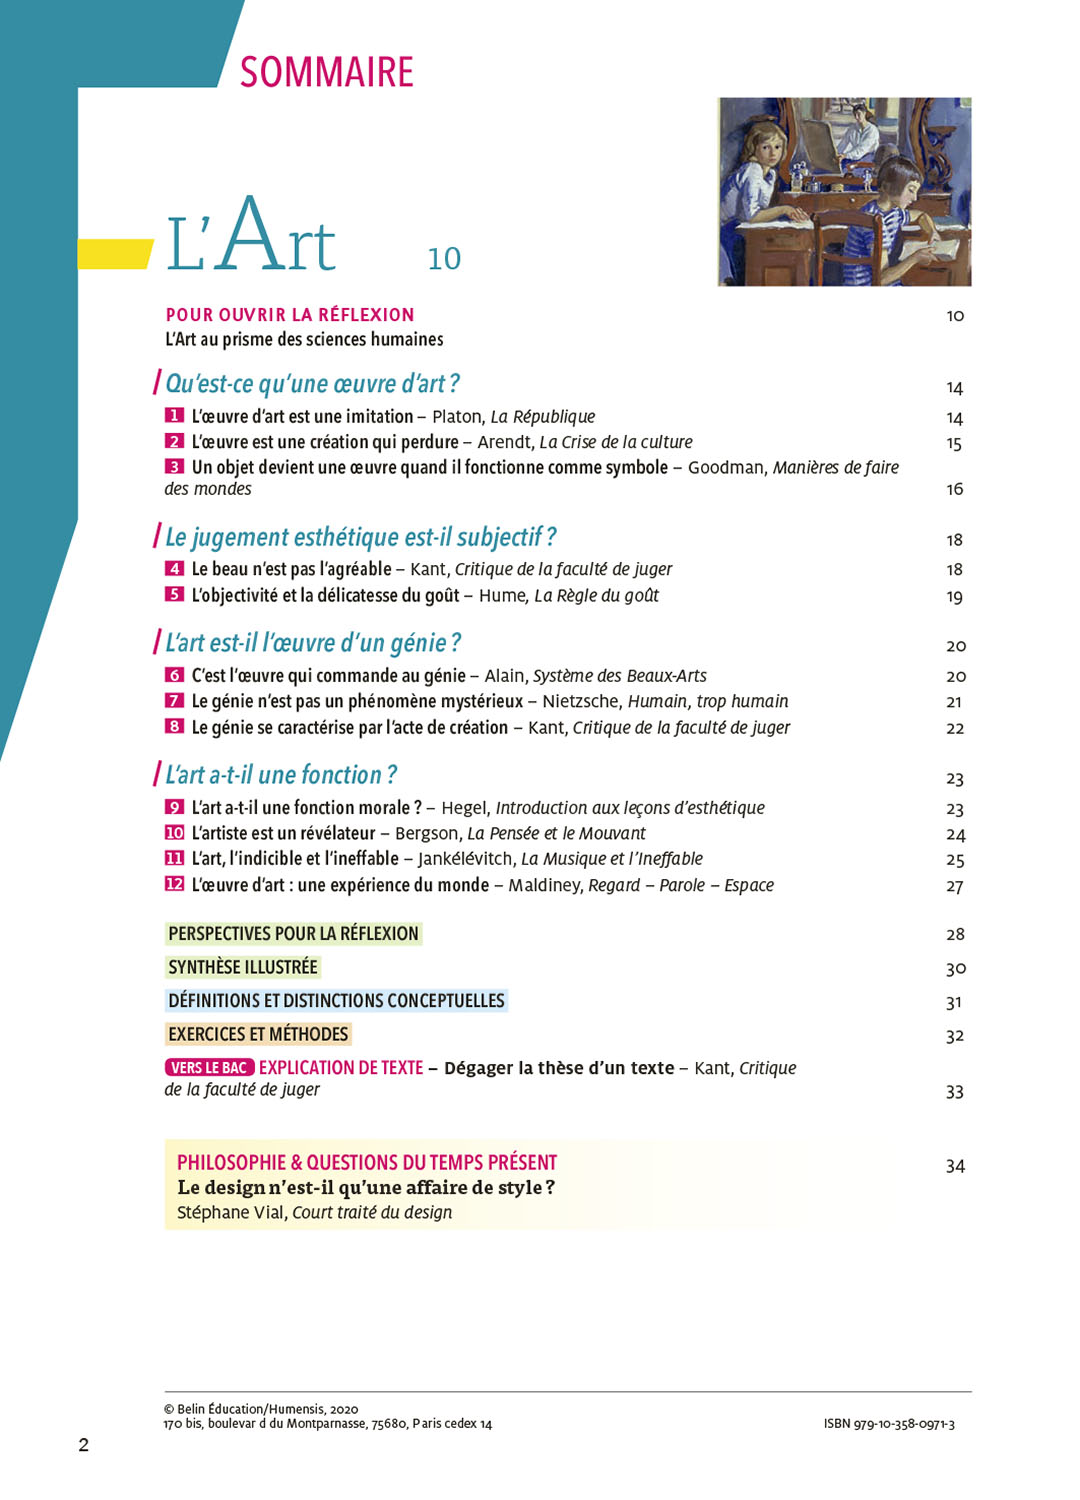 SOMMAIRE
L'Art 10
POUR OUVRIR LA RÉFLEXION 10
L'Art au prisme des sciences humaines
Qu'est-ce qu'une œuvre d'art ? 14
1 L'œuvre d'art est une imitation – Platon, La République 14
2 L'œuvre est une création qui perdure – Arendt, La Crise de la culture 15
3 Un objet devient une œuvre quand il fonctionne comme symbole – Goodman, Manières de faire
des mondes 16
Le jugement esthétique est-il subjectif ? 18
4 Le beau n'est pas l'agréable – Kant, Critique de la faculté de juger 18
5 L'objectivité et la délicatesse du goût – Hume, La Règle du goût 19
L'art est-il l'œuvre d'un génie ? 20
6 C'est l'œuvre qui commande au génie – Alain, Système des Beaux-Arts 20
7 Le génie n'est pas un phénomène mystérieux – Nietzsche, Humain, trop humain 21
8 Le génie se caractérise par l'acte de création – Kant, Critique de la faculté de juger 22
L'art a-t-il une fonction ? 23
9 L'art a-t-il une fonction morale ? – Hegel, Introduction aux leçons d'esthétique 23
10 L'artiste est un révélateur – Bergson, La Pensée et le Mouvant 24
11 L'art, l'indicible et l'ineffable – Jankélévitch, La Musique et l'Ineffable 25
12 L'œuvre d'art : une expérience du monde – Maldiney, Regard – Parole – Espace 27
PERSPECTIVES POUR LA RÉFLEXION 28
SYNTHÈSE ILLUSTRÉE 30
DÉFINITIONS ET DISTINCTIONS CONCEPTUELLES 31
EXERCICES ET MÉTHODES 32
VERS LE BAC EXPLICATION DE TEXTE – Dégager la thèse d'un texte – Kant, Critique
de la faculté de juger 33
PHILOSOPHIE & QUESTIONS DU TEMPS PRÉSENT 34
Le design n'est-il qu'une affaire de style ?
Stéphane Vial, Court traité du design
© Belin Éducation/Humensis, 2020
170 bis, boulevar d du Montparnasse, 75680, Paris cedex 14 ISBN 979-10-358-0971-3
2